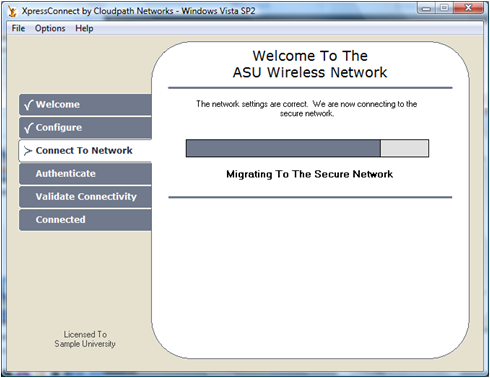 XpressConnect by Cloudpath Networks - Windows Vista SP2
File Options Help
Welcome To The
ASU Wireless Network
The network settings are correct. We are now connecting to the
secure network.
Migrating To The Secure Network
Welcome
Configure
Connect To Network
Authenticate
Validate Connectivity
Connected
Licensed To
Sample University